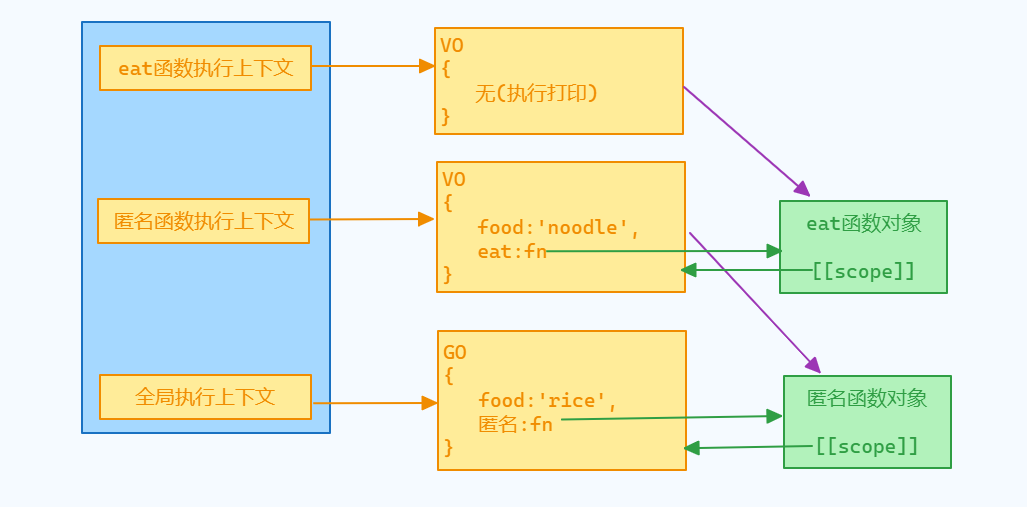 eat函数执行上下文
VO
{
无(执行打印)
}
匿名函数执行上下文
VO
{
food:'noodle',
eat:fn
}
eat函数对象
[[scope]]
全局执行上下文
GO
{
food:'rice',
匿名:fn
}
匿名函数对象
[[scope]]